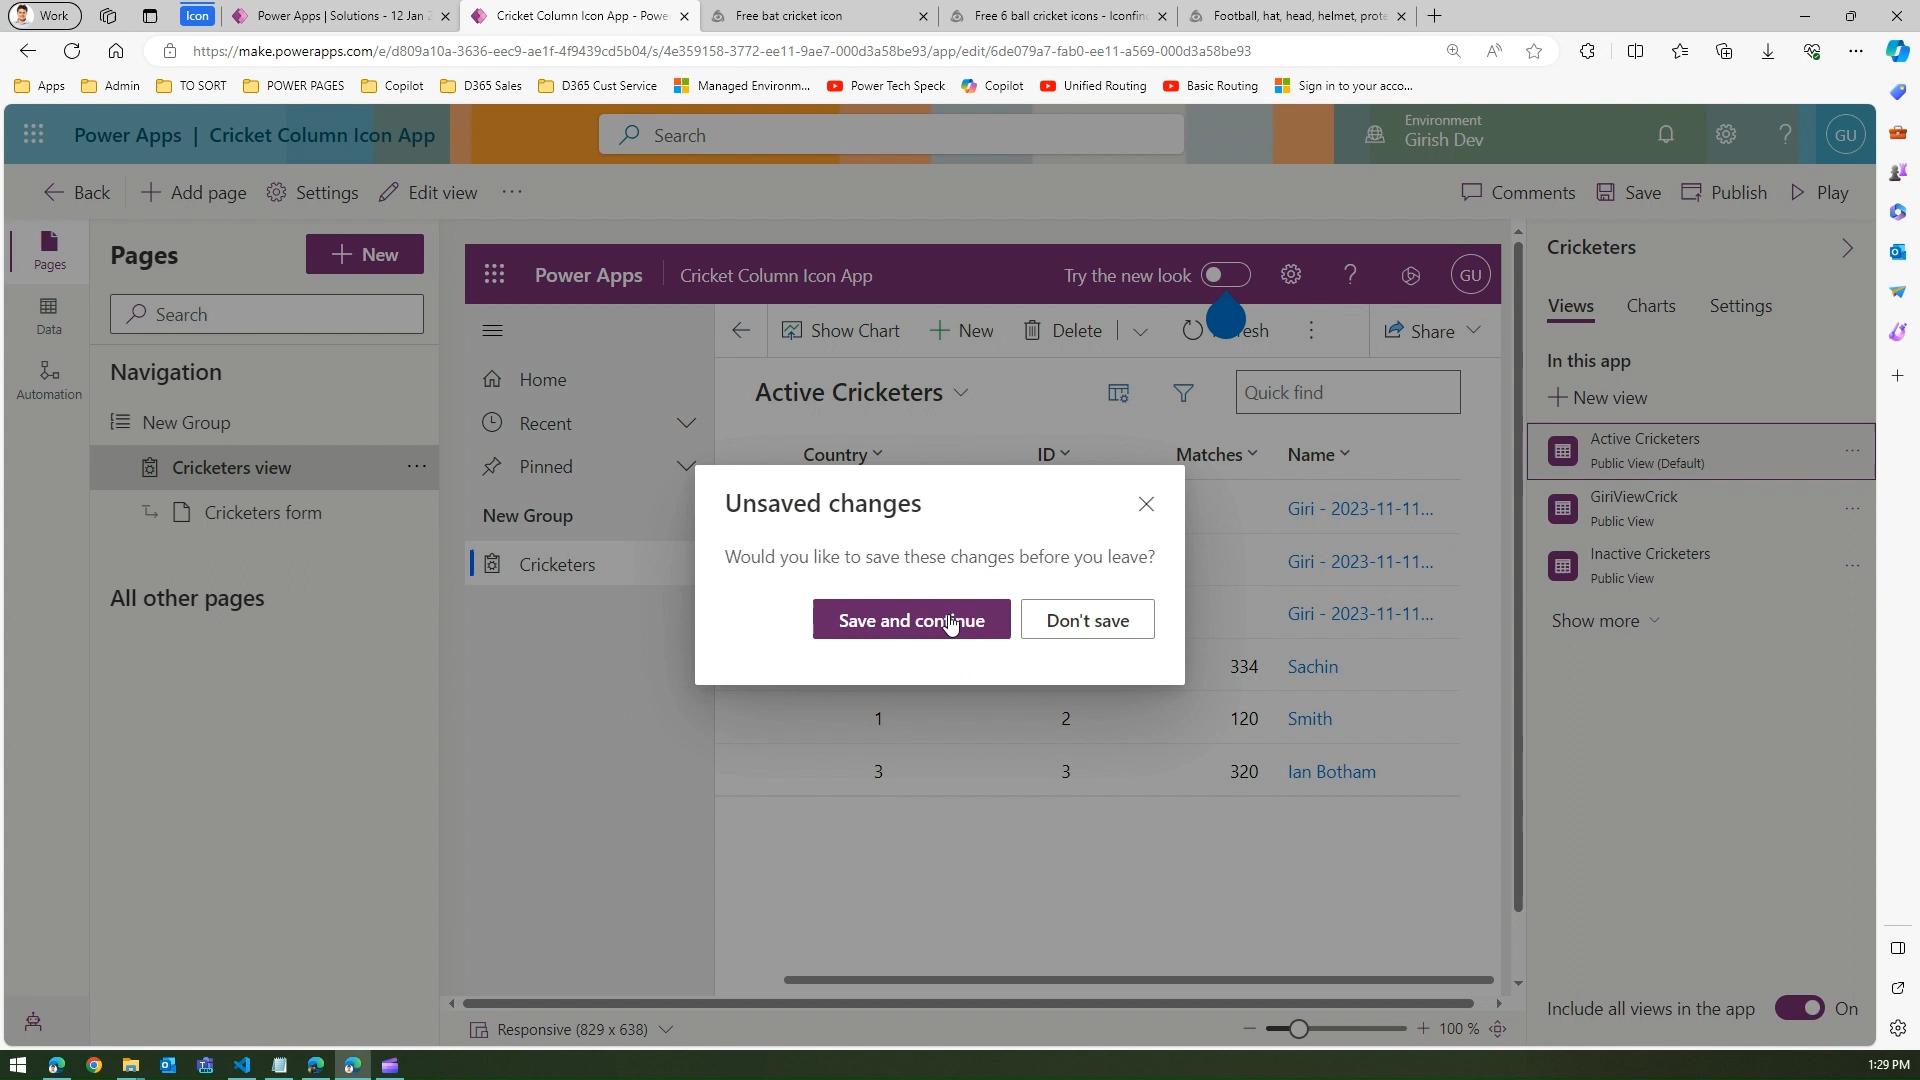 Work
Icon
Power Apps | Solutions - 12 Jan 2
Cricket Column Icon App - Powe
Free bat cricket icon
Free 6 ball cricket icons - Iconfin
Football, hat, head, helmet, prote
https://make.powerapps.com/e/d809a10a-3636-eec9-ae1f-4f9439cd5b04/s/4e359158-3772-ee11-9ae7-000d3a58be93/app/edit/6de079a7-fab0-ee11-a569-000d3a58be93
Apps
Admin
TO SORT
POWER PAGES
Copilot
D365 Sales
D365 Cust Service
Managed Environm...
Power Tech Speck
Copilot
Unified Routing
Basic Routing
Sign in to your acco...
Power Apps | Cricket Column Icon App
Search
Environment
Girish Dev
GU
Back
Add page
Settings
Edit view
Comments
Save
Publish
Play
Pages
Data
Automation
Pages
New
Search
Navigation
New Group
Cricketers view
Cricketers form
All other pages
Power Apps
Cricket Column Icon App
Try the new look
GU
Home
Recent
Pinned
New Group
Cricketers
Show Chart
New
Delete
esh
Share
Active Cricketers
Quick find
Country
ID
Matches
Name
Giri - 2023-11-11...
Giri - 2023-11-11...
Giri - 2023-11-11...
334 Sachin
1 2 120 Smith
3 3 320 Ian Botham
Unsaved changes
Would you like to save these changes before you leave?
Save and continue
Don't save
Responsive (829 x 638)
100 %
Cricketers
Views
Charts
Settings
In this app
New view
Active Cricketers
Public View (Default)
GiriViewCrick
Public View
Inactive Cricketers
Public View
Show more
Include all views in the app
On
1:29 PM